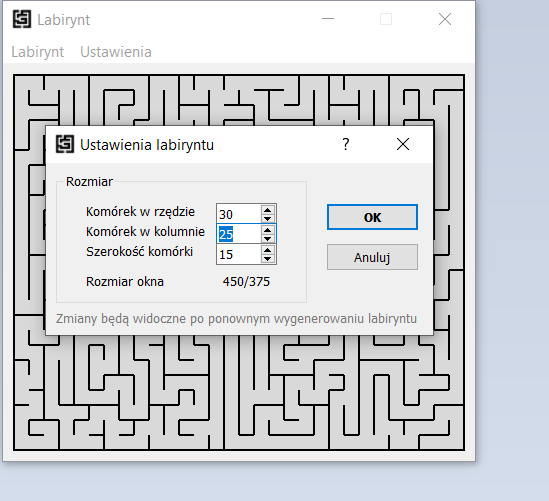 Labirynt
Labirynt Ustawienia
Ustawienia labiryntu ?
Rozmiar
Komórek w rzędzie 30
Komórek w kolumnie 25
Szerokość komórki 15
Rozmiar okna 450/375
OK
Anuluj
Zmiany będą widoczne po ponownym wygenerowaniu labiryntu